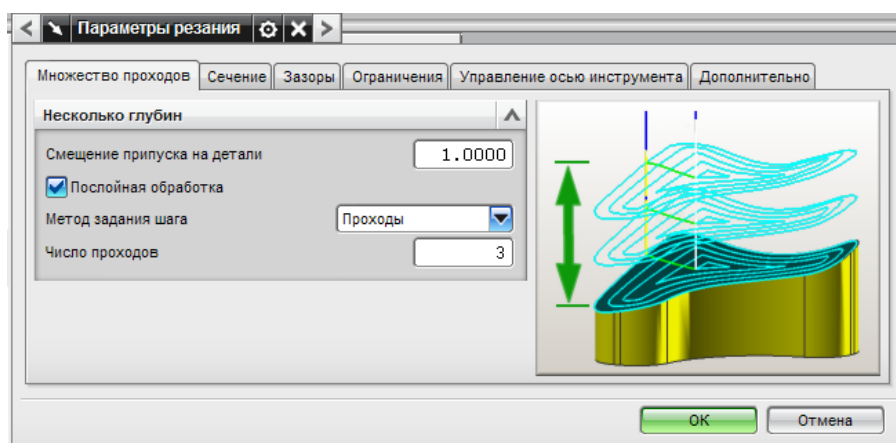 Параметры резания
Множество проходов Сечение Зазоры Ограничения Управление осью инструмента Дополнительно
Несколько глубин
Смещение припуска на детали 1.0000
Послойная обработка
Метод задания шага Проходы
Число проходов 3
ОК Отмена